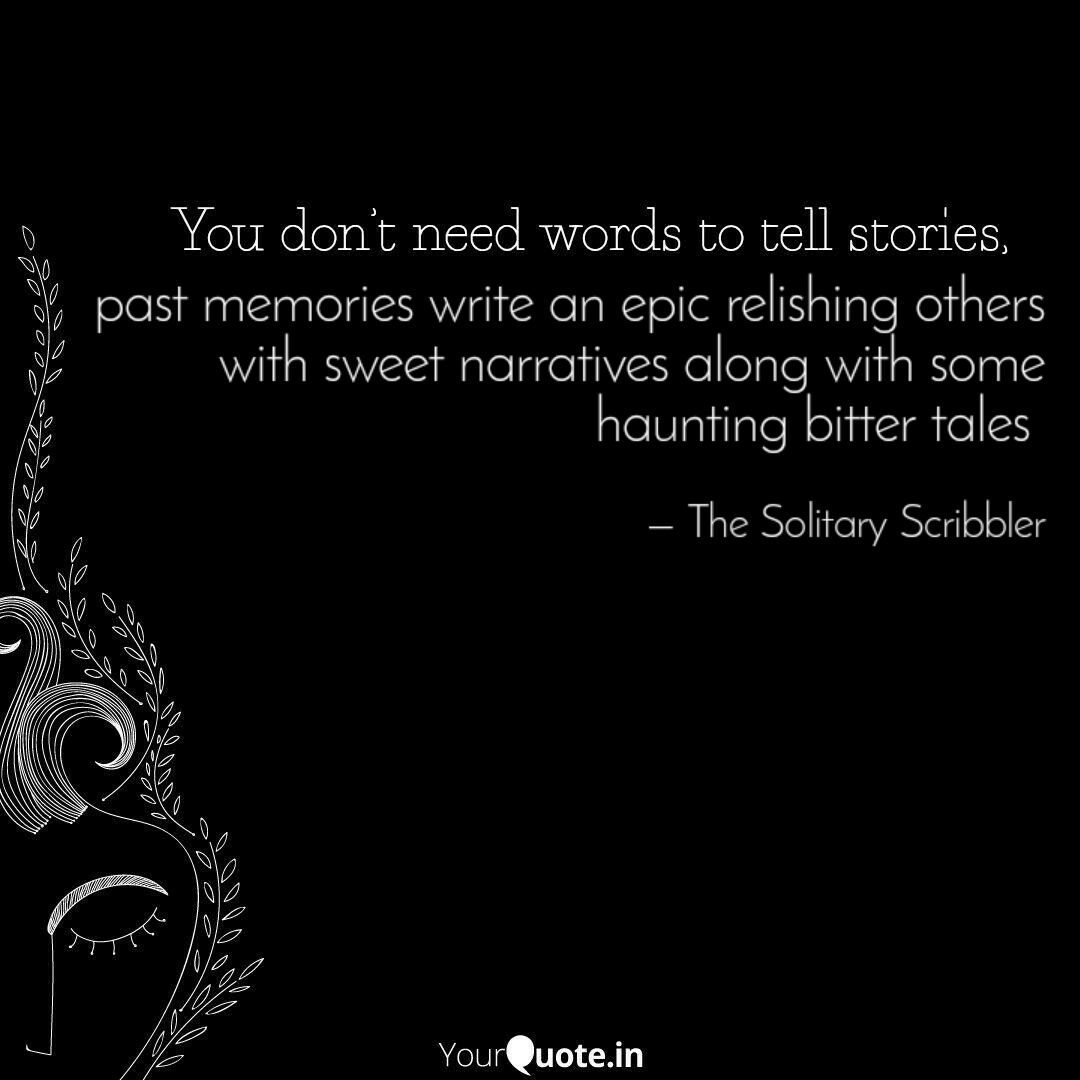 You don't need words to tell stories,
past memories write an epic relishing others
with sweet narratives along with some
haunting bitter tales
– The Solitary Scribbler
YourQuote.in